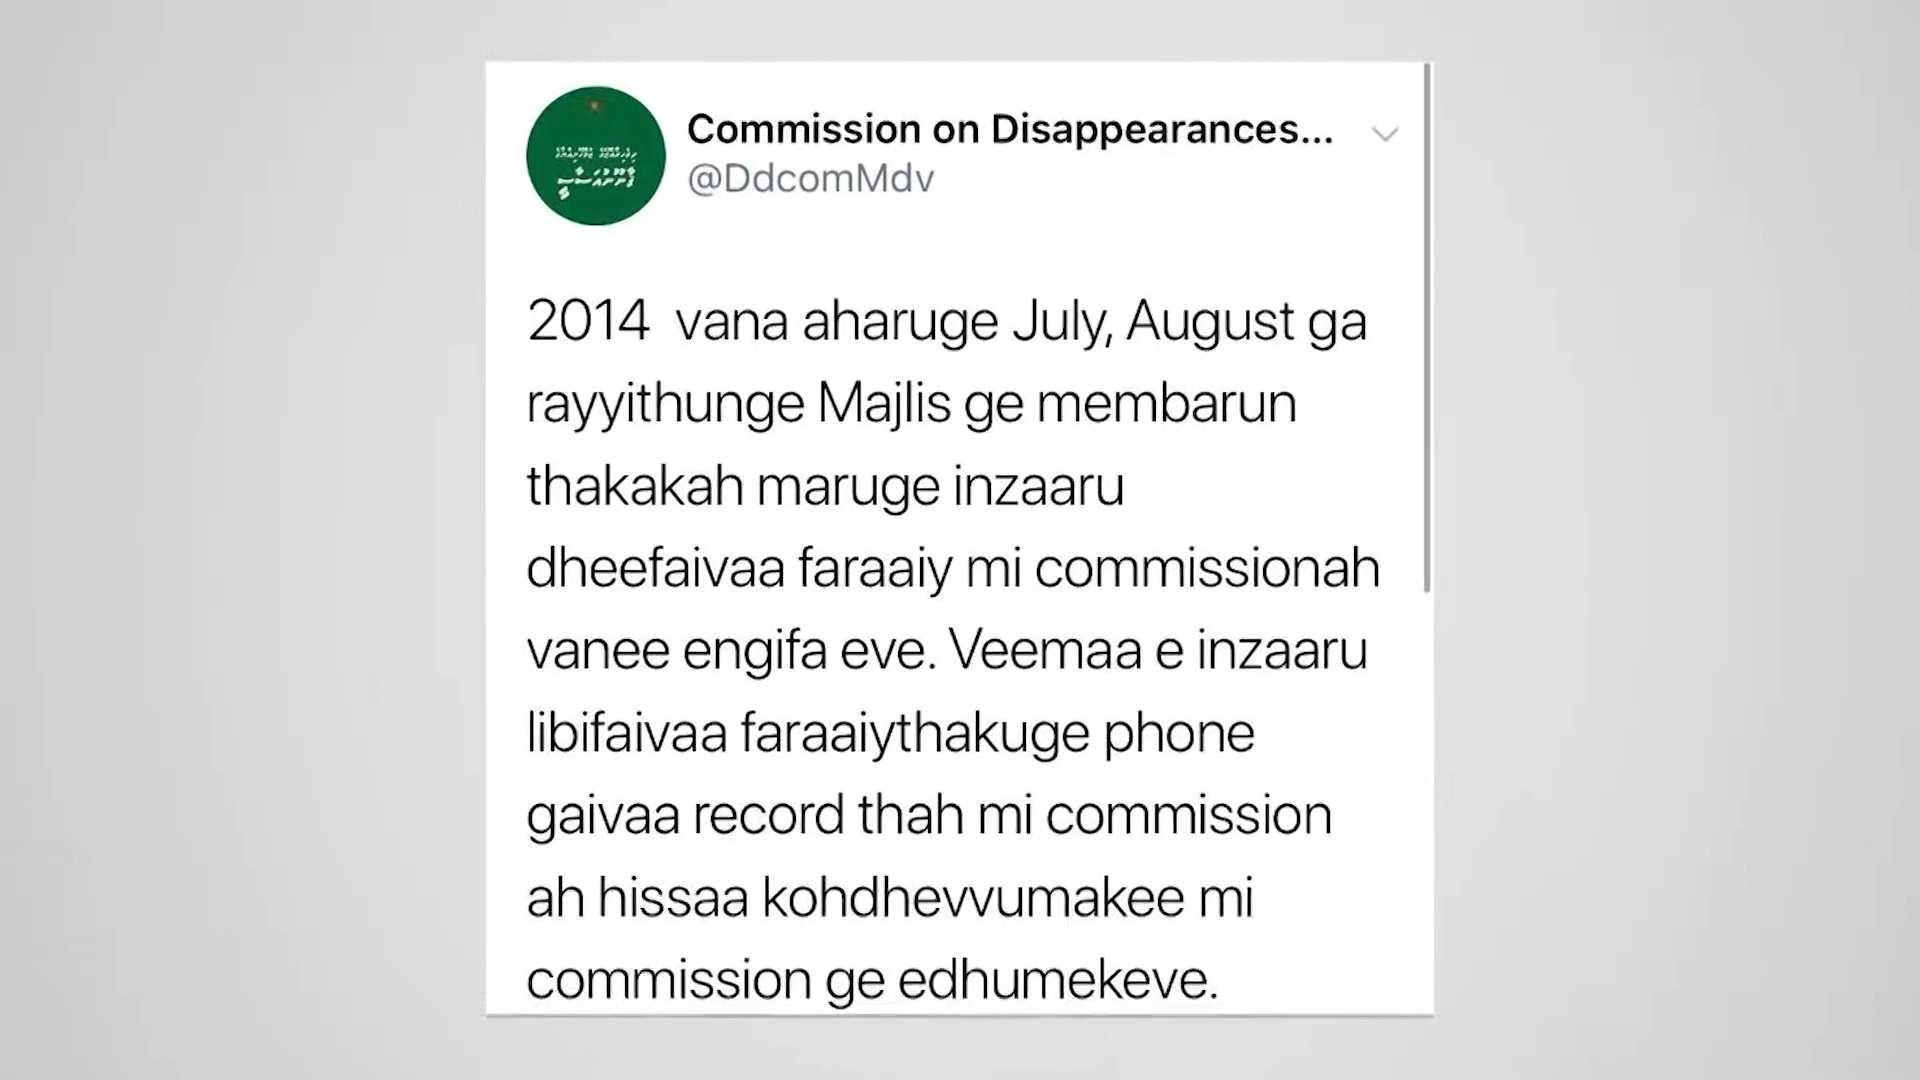 Commission on Disappearances...
@DdcomMdv
2014 vana aharuge July, August ga
rayyithunge Majlis ge membarun
thakakah maruge inzaaru
dheefaivaa faraaiy mi commissionah
vanee engifa eve. Veemaa e inzaaru
libifaivaa faraaiythakuge phone
gaivaa record thah mi commission
ah hissaa kohdhevvumakee mi
commission ge edhumekeve.